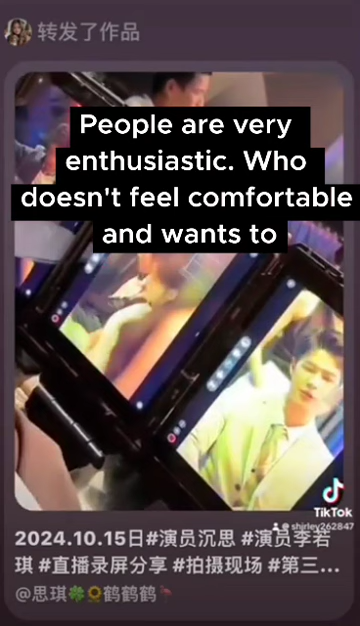 转发了作品
People are very
enthusiastic. Who
doesn't feel comfortable
and wants to
TikTok
@shirley262847
2024.10.15日#演员沉思 #演员李若
琪 #直播录屏分享 #拍摄现场 #第三...
@思琪🍀🌻鹤鹤鹤🦩